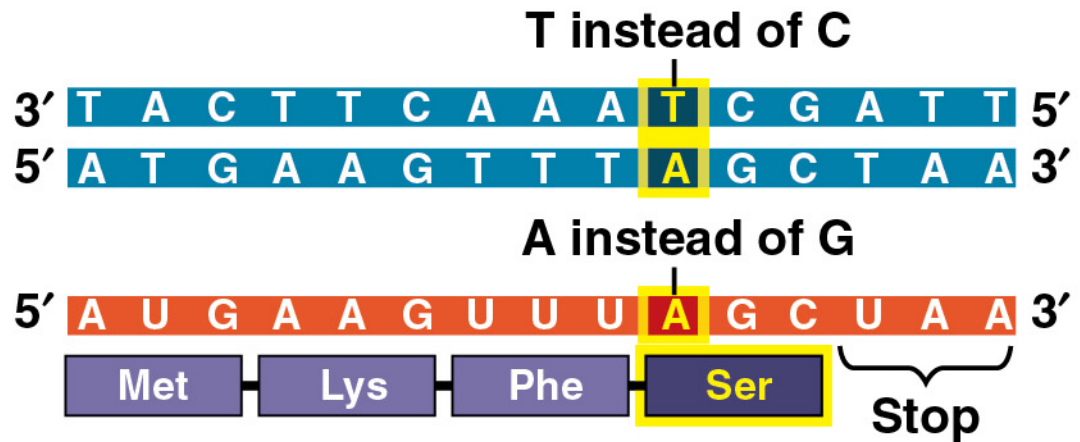 T instead of C
3′ T A C T T C A A A T C G A T T 5′
5′ A T G A A G T T T A G C T A A 3′
A instead of G
5′ A U G A A G U U U A G C U A A 3′
Met Lys Phe Ser
Stop